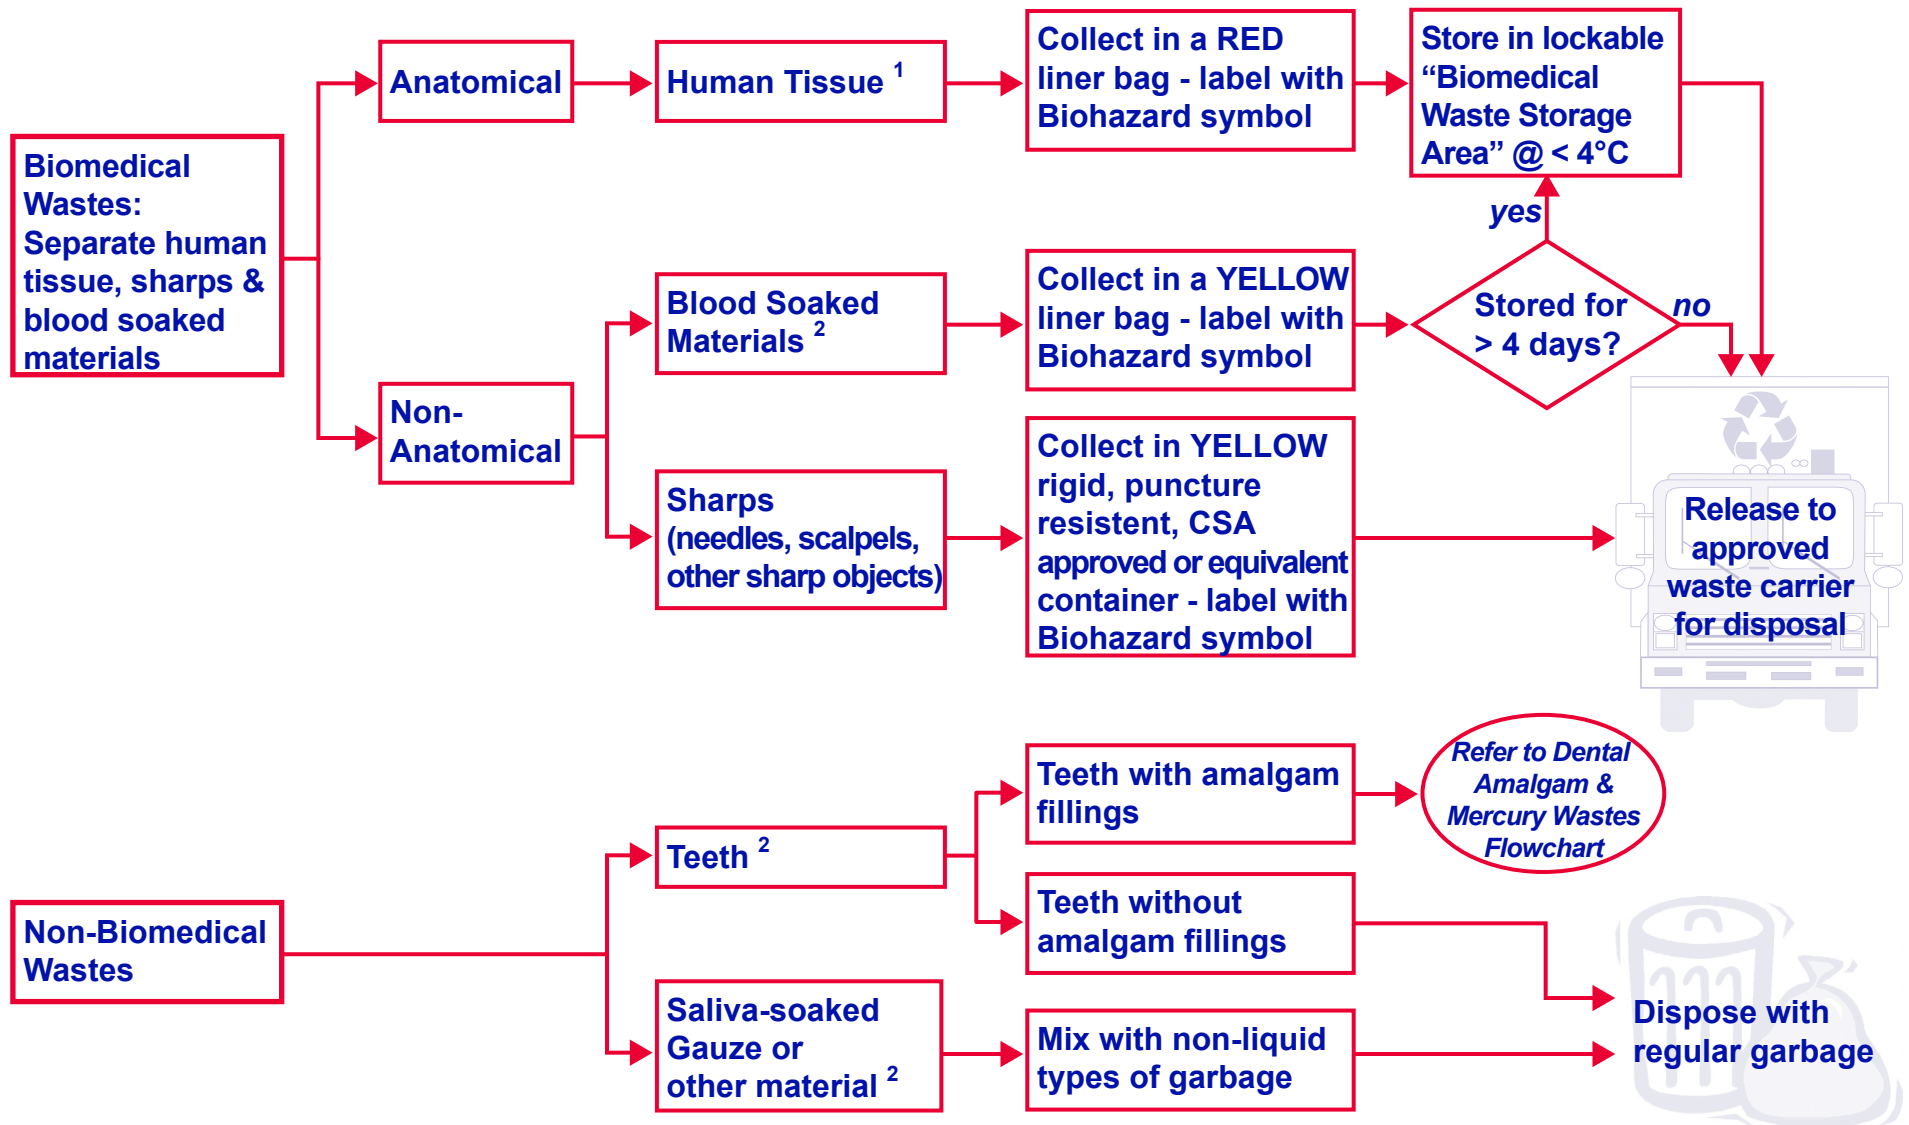 Biomedical
Wastes:
Separate human
tissue, sharps &
blood soaked
materials
Anatomical
Human Tissue 1
Collect in a RED
liner bag - label with
Biohazard symbol
Store in lockable
“Biomedical
Waste Storage
Area” @ < 4°C
yes
Non-
Anatomical
Blood Soaked
Materials 2
Collect in a YELLOW
liner bag - label with
Biohazard symbol
Stored for
> 4 days?
no
Sharps
(needles, scalpels,
other sharp objects)
Collect in YELLOW
rigid, puncture
resistent, CSA
approved or equivalent
container - label with
Biohazard symbol
Release to
approved
waste carrier
for disposal
Non-Biomedical
Wastes
Teeth 2
Teeth with amalgam
fillings
Refer to Dental
Amalgam &
Mercury Wastes
Flowchart
Teeth without
amalgam fillings
Saliva-soaked
Gauze or
other material 2
Mix with non-liquid
types of garbage
Dispose with
regular garbage